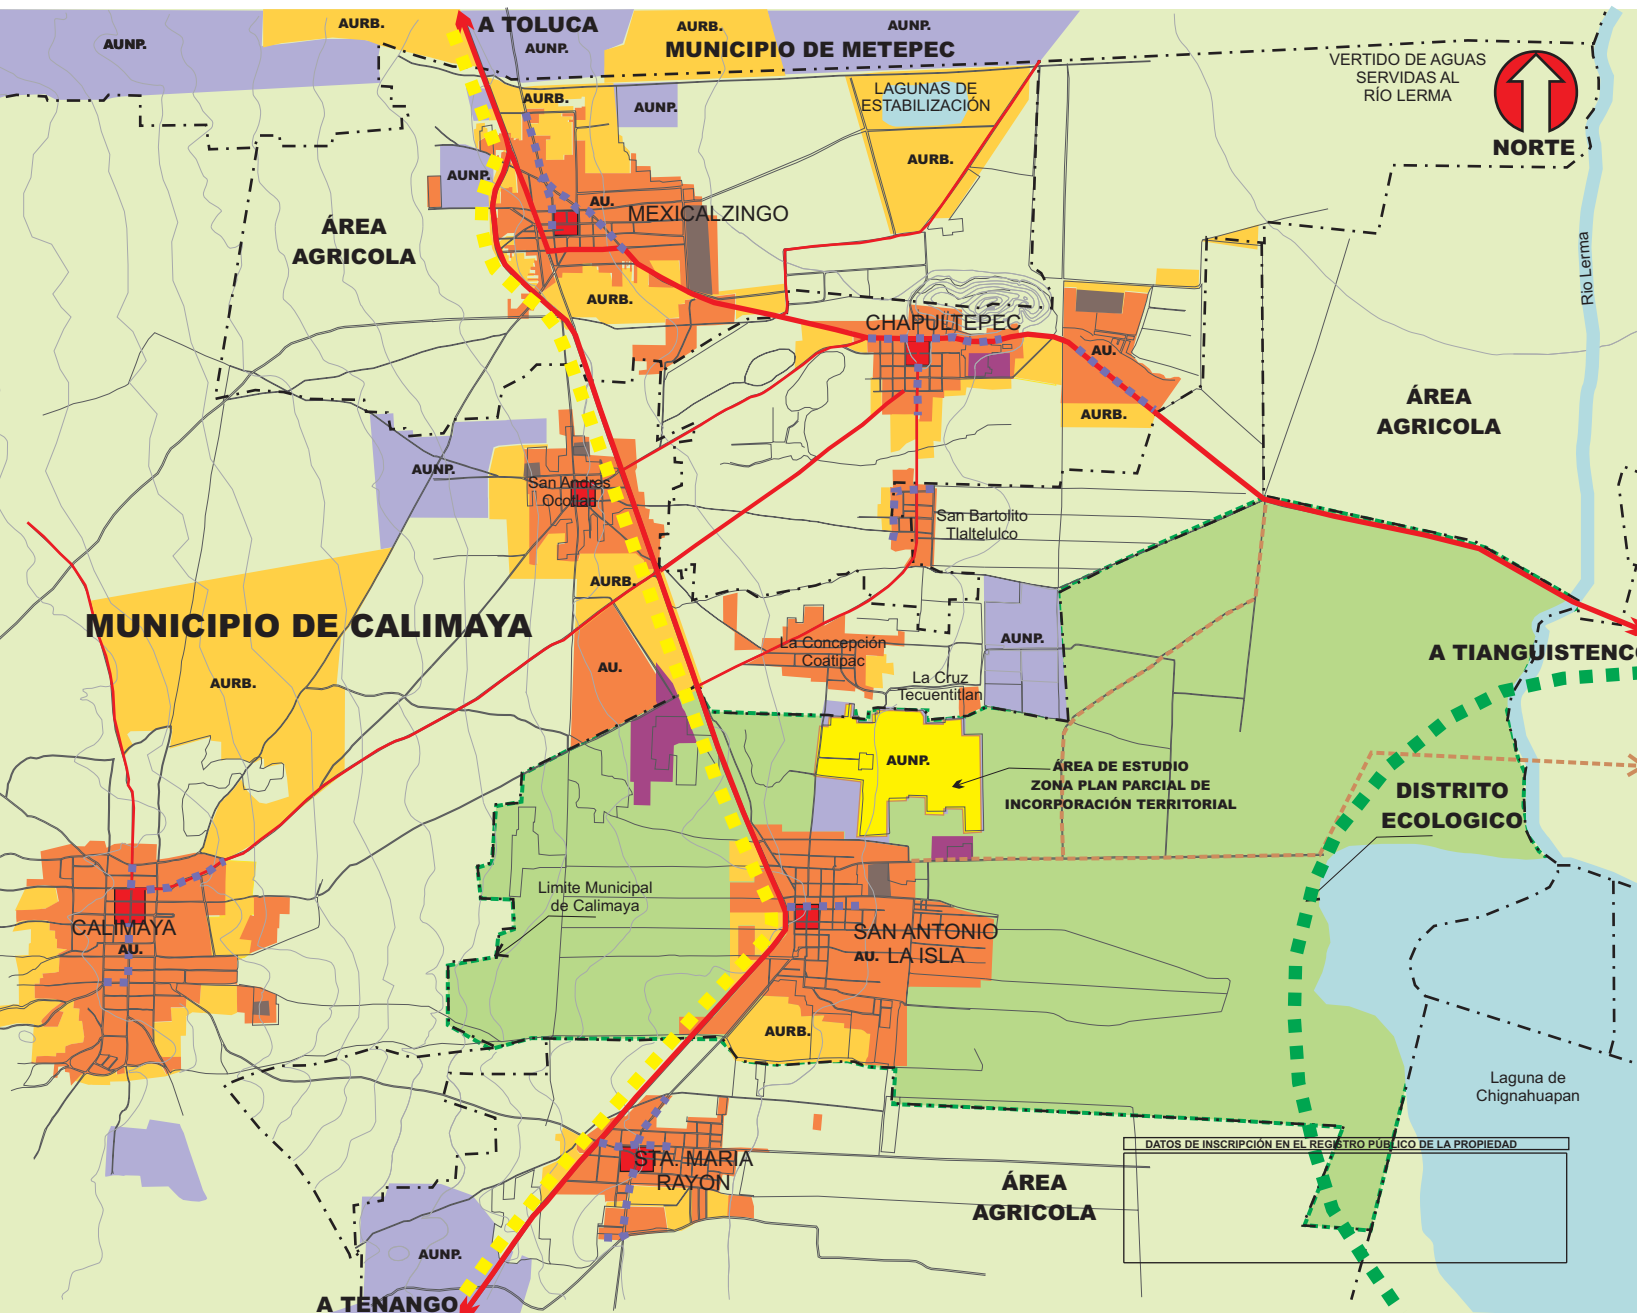 AURB.
A TOLUCA
AURB.
AUNP.
AUNP.
AUNP.
MUNICIPIO DE METEPEC
VERTIDO DE AGUAS
SERVIDAS AL
RÍO LERMA
NORTE
LAGUNAS DE
ESTABILIZACIÓN
AURB.
AUNP.
AURB.
AUNP.
AU.
MEXICALZINGO
ÁREA
AGRICOLA
Rio Lerma
AURB.
CHAPULTEPEC
AU.
AURB.
ÁREA
AGRICOLA
AUNP.
San Andres
Ocotlan
San Bartolito
Tlaltelulco
AURB.
MUNICIPIO DE CALIMAYA
AUNP.
La Concepción
Coatipac
A TIANGUISTENCO
AU.
AURB.
La Cruz
Tecuentitlan
AUNP.
ÁREA DE ESTUDIO
ZONA PLAN PARCIAL DE
INCORPORACIÓN TERRITORIAL
DISTRITO
ECOLOGICO
Limite Municipal
de Calimaya
CALIMAYA
AU.
SAN ANTONIO
AU. LA ISLA
AURB.
Laguna de
Chignahuapan
DATOS DE INSCRIPCIÓN EN EL REGISTRO PÚBLICO DE LA PROPIEDAD
STA. MARIA
RAYON
ÁREA
AGRICOLA
AUNP.
A TENANGO